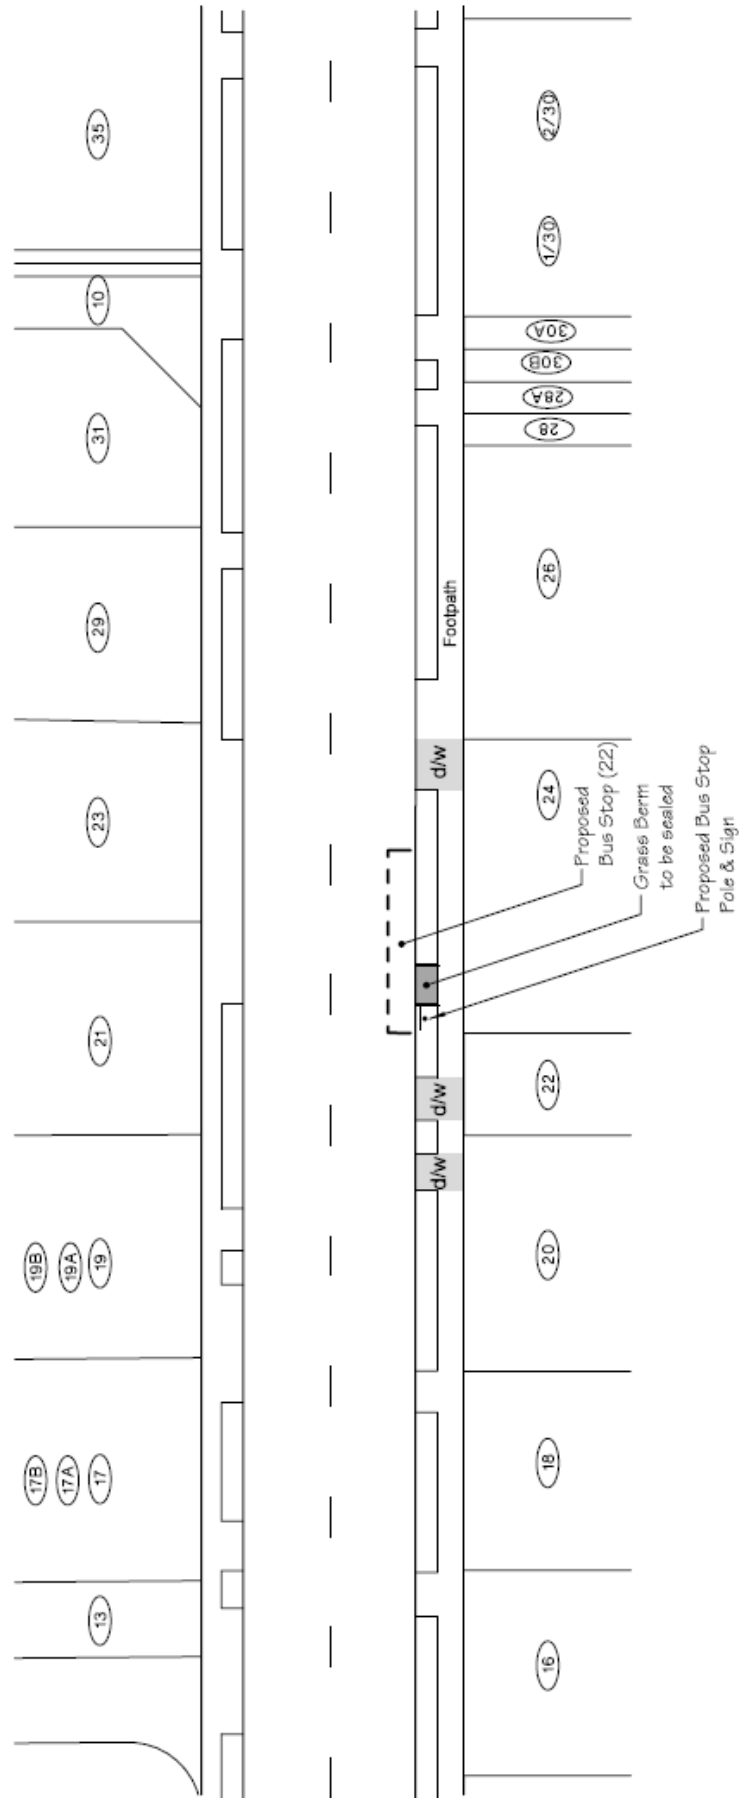 35
10
31
29
23
21
19B
19A
19
17B
17A
17
13
2/30
1/30
30A
30B
28A
28
26
Footpath
d/w
24
Proposed
Bus Stop (22)
Grass Berm
to be sealed
Proposed Bus Stop
Pole & Sign
22
d/w
d/w
20
18
16